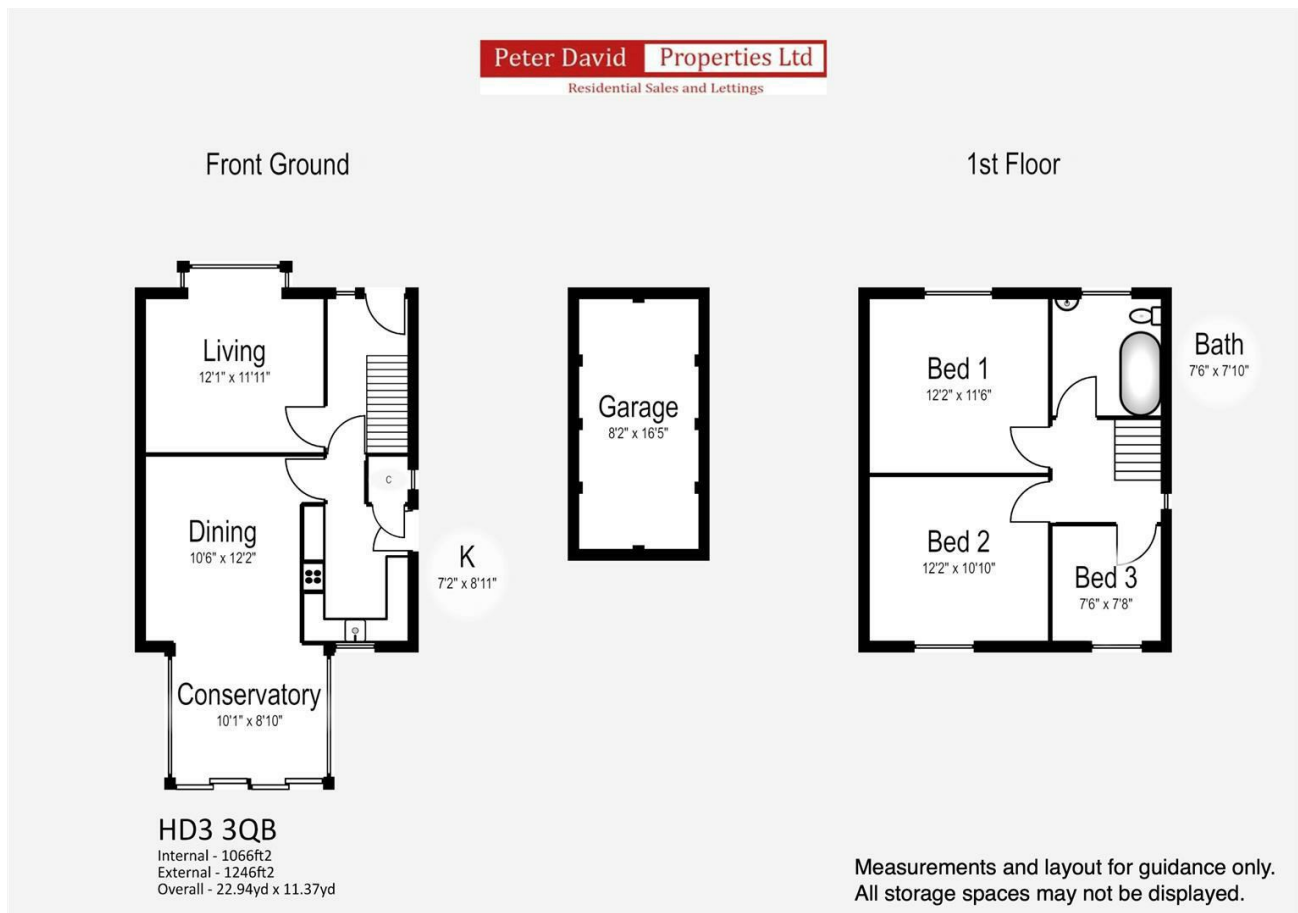 Peter David Properties Ltd
Residential Sales and Lettings
Front Ground
1st Floor
Living
12'1" x 11'11"
Dining
10'6" x 12'2"
C
K
7'2" x 8'11"
Conservatory
10'1" x 8'10"
Garage
8'2" x 16'5"
Bed 1
12'2" x 11'6"
Bath
7'6" x 7'10"
Bed 2
12'2" x 10'10"
Bed 3
7'6" x 7'8"
HD3 3QB
Internal - 1066ft2
External - 1246ft2
Overall - 22.94yd x 11.37yd
Measurements and layout for guidance only.
All storage spaces may not be displayed.